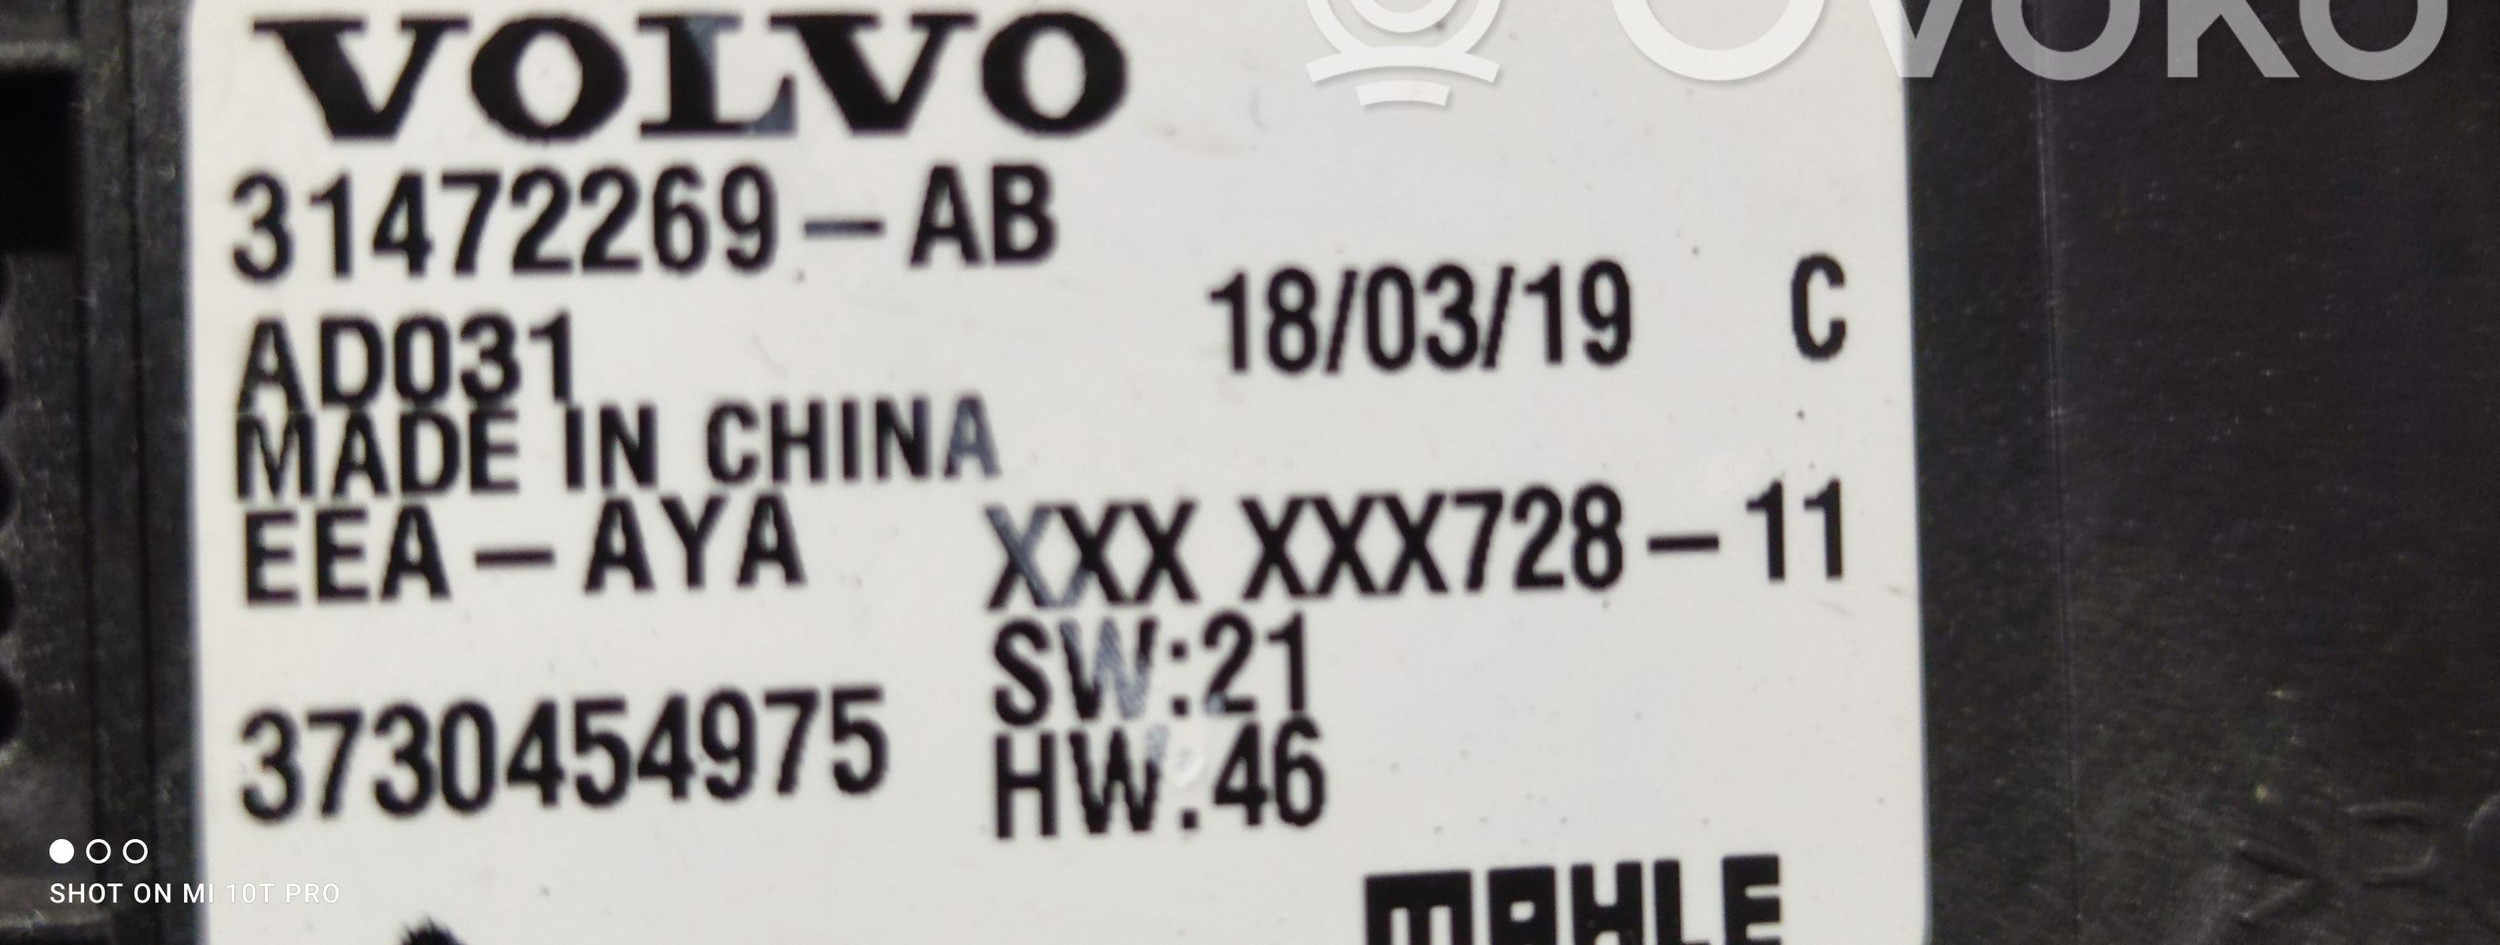 OVOKO
VOLVO
31472269-AB
18/03/19 C
AD031
MADE IN CHINA
EEA-AYA
XXX XXX728-11
SW:21
HW:46
3730454975
MAHLE
SHOT ON MI 10T PRO